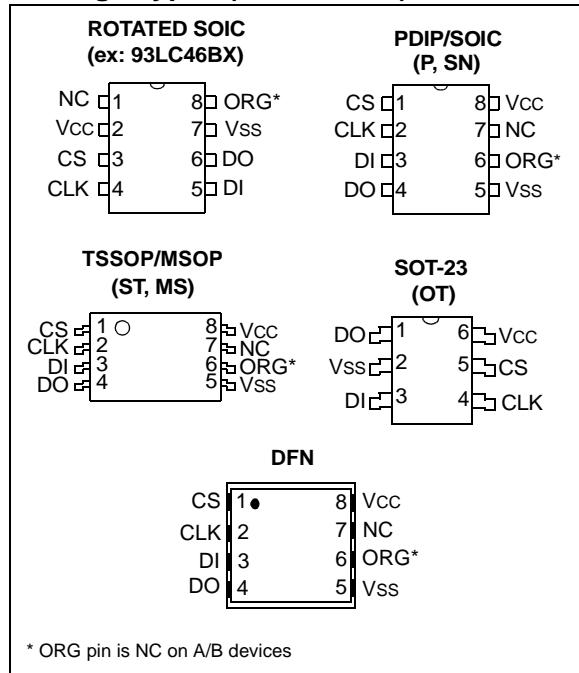 ROTATED SOIC
(ex: 93LC46BX)
NC 1 8 ORG*
Vcc 2 7 Vss
CS 3 6 DO
CLK 4 5 DI
PDIP/SOIC
(P, SN)
CS 1 8 Vcc
CLK 2 7 NC
DI 3 6 ORG*
DO 4 5 Vss
TSSOP/MSOP
(ST, MS)
CS 1 8 Vcc
CLK 2 7 NC
DI 3 6 ORG*
DO 4 5 Vss
SOT-23
(OT)
DO 1 6 Vcc
Vss 2 5 CS
DI 3 4 CLK
DFN
CS 1 8 Vcc
CLK 2 7 NC
DI 3 6 ORG*
DO 4 5 Vss
* ORG pin is NC on A/B devices